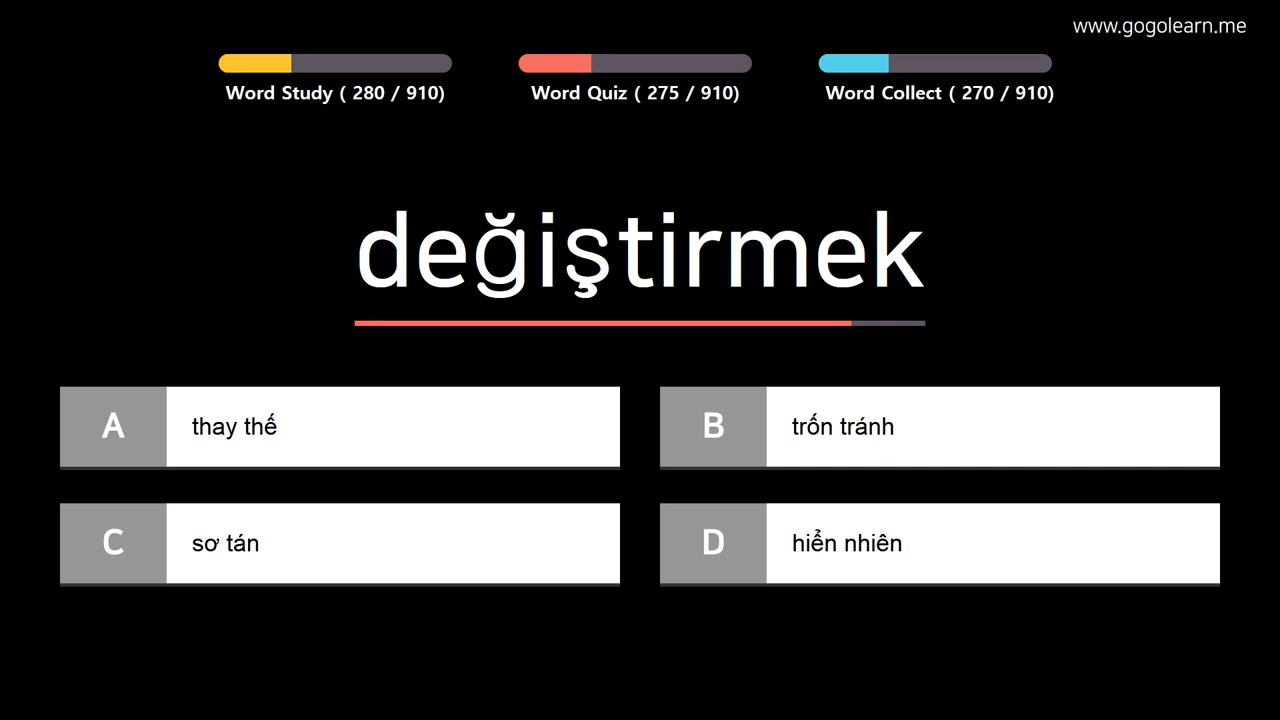 www.gogolearn.me
Word Study ( 280 / 910)
Word Quiz ( 275 / 910)
Word Collect ( 270 / 910)
değiştirmek
A
thay thế
B
trốn tránh
C
sơ tán
D
hiển nhiên